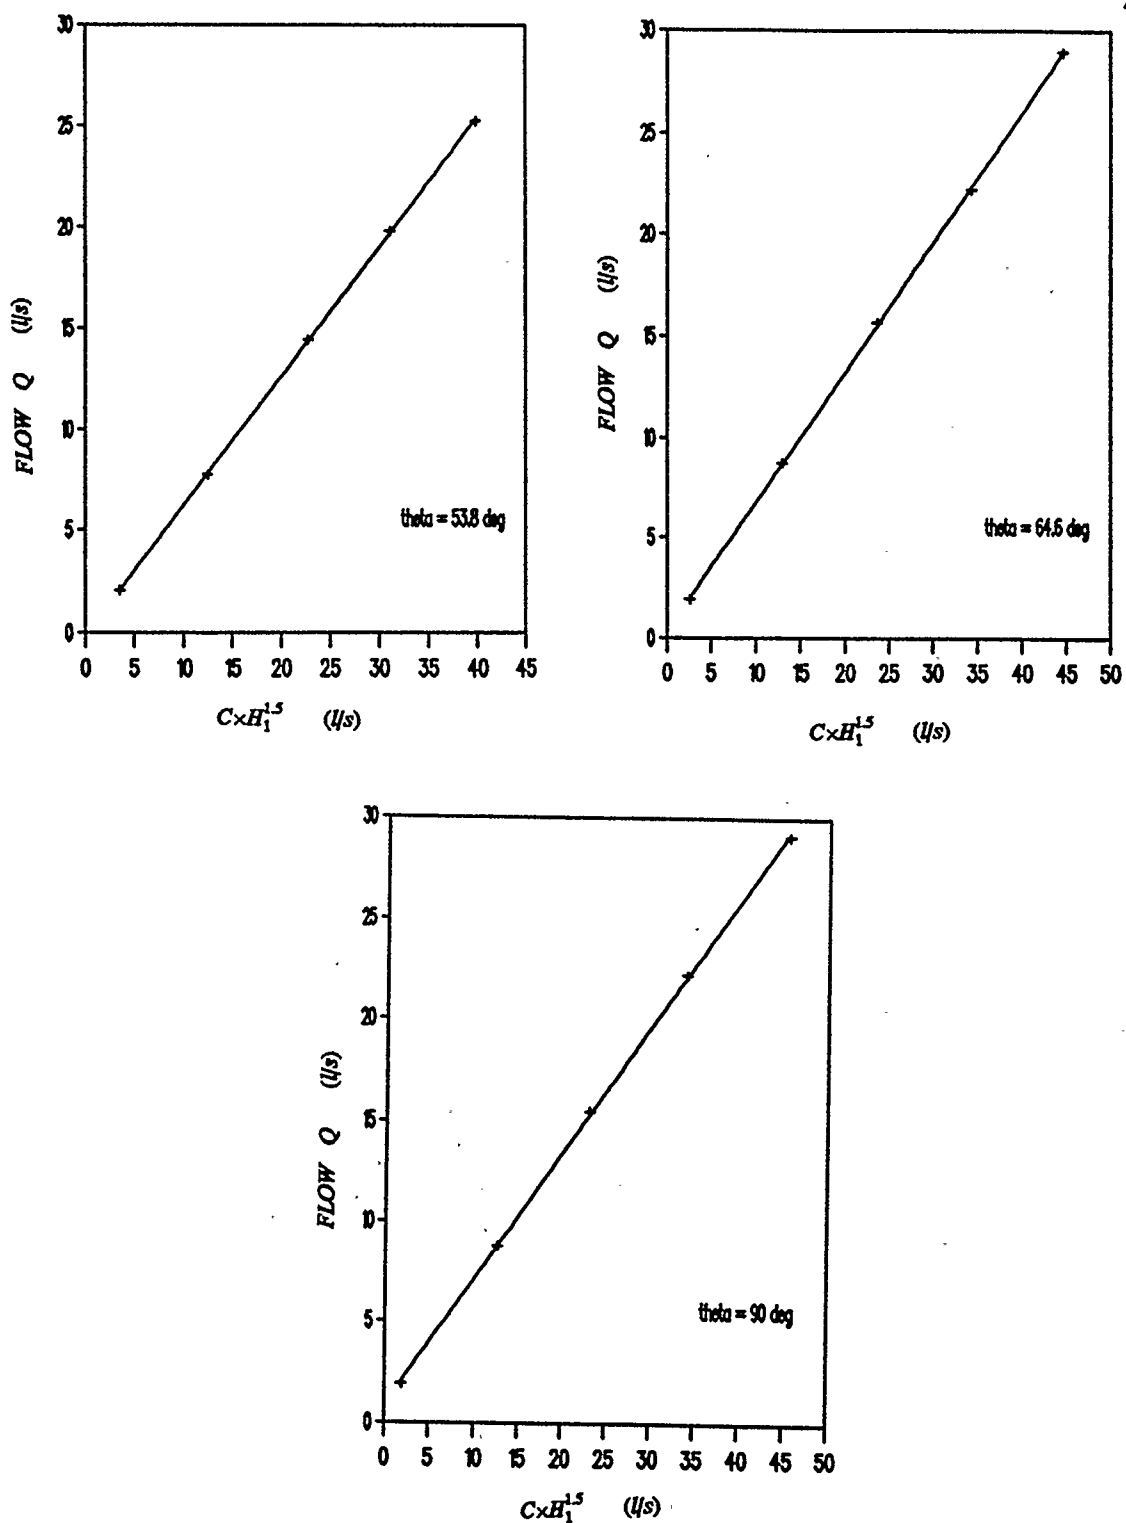 30
25
20
15
10
5
0
FLOW Q (l/s)
theta = 53.8 deg
0 5 10 15 20 25 30 35 40 45
C×H₁^1.5 (l/s)
30
25
20
15
10
5
0
FLOW Q (l/s)
theta = 64.6 deg
0 5 10 15 20 25 30 35 40 45 50
C×H₁^1.5 (l/s)
30
25
20
15
10
5
0
FLOW Q (l/s)
theta = 90 deg
0 5 10 15 20 25 30 35 40 45 50
C×H₁^1.5 (l/s)